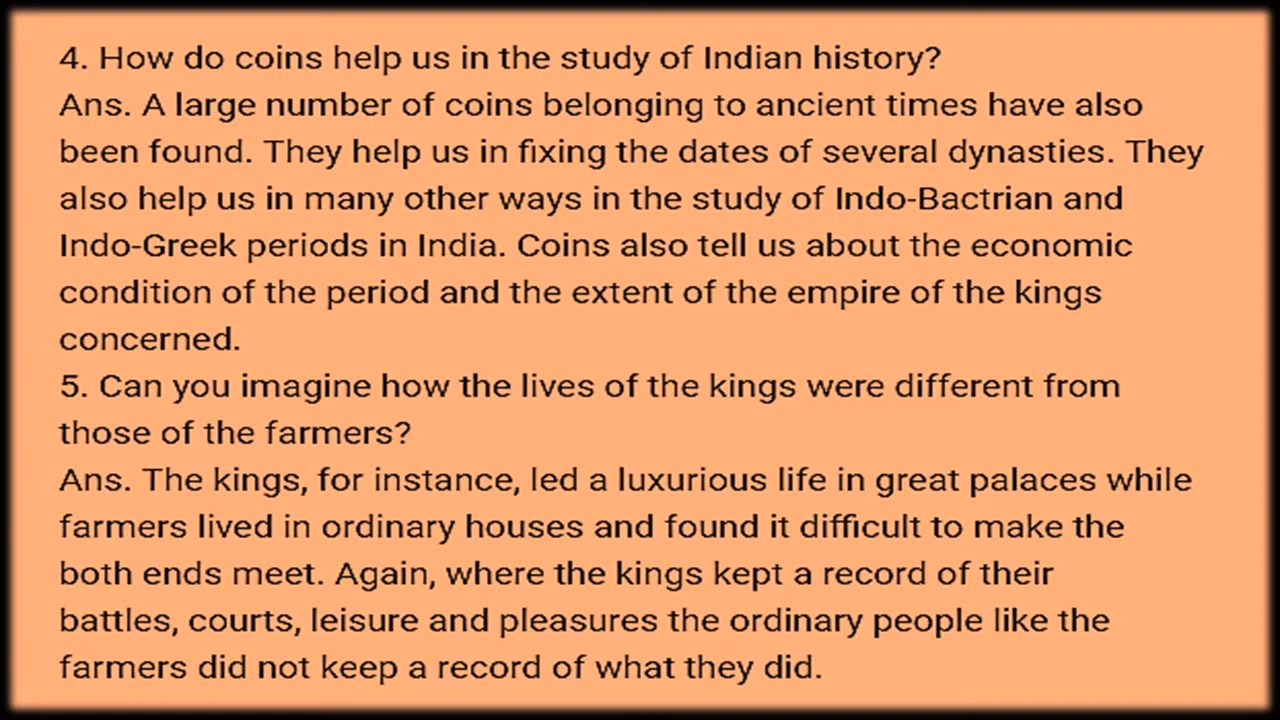 4. How do coins help us in the study of Indian history?
Ans. A large number of coins belonging to ancient times have also
been found. They help us in fixing the dates of several dynasties. They
also help us in many other ways in the study of Indo-Bactrian and
Indo-Greek periods in India. Coins also tell us about the economic
condition of the period and the extent of the empire of the kings
concerned.
5. Can you imagine how the lives of the kings were different from
those of the farmers?
Ans. The kings, for instance, led a luxurious life in great palaces while
farmers lived in ordinary houses and found it difficult to make the
both ends meet. Again, where the kings kept a record of their
battles, courts, leisure and pleasures the ordinary people like the
farmers did not keep a record of what they did.